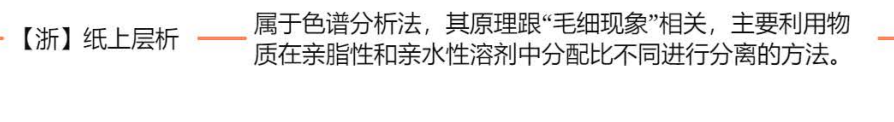 【浙】纸上层析
属于色谱分析法，其原理跟“毛细现象”相关，主要利用物
质在亲脂性和亲水性溶剂中分配比不同进行分离的方法。